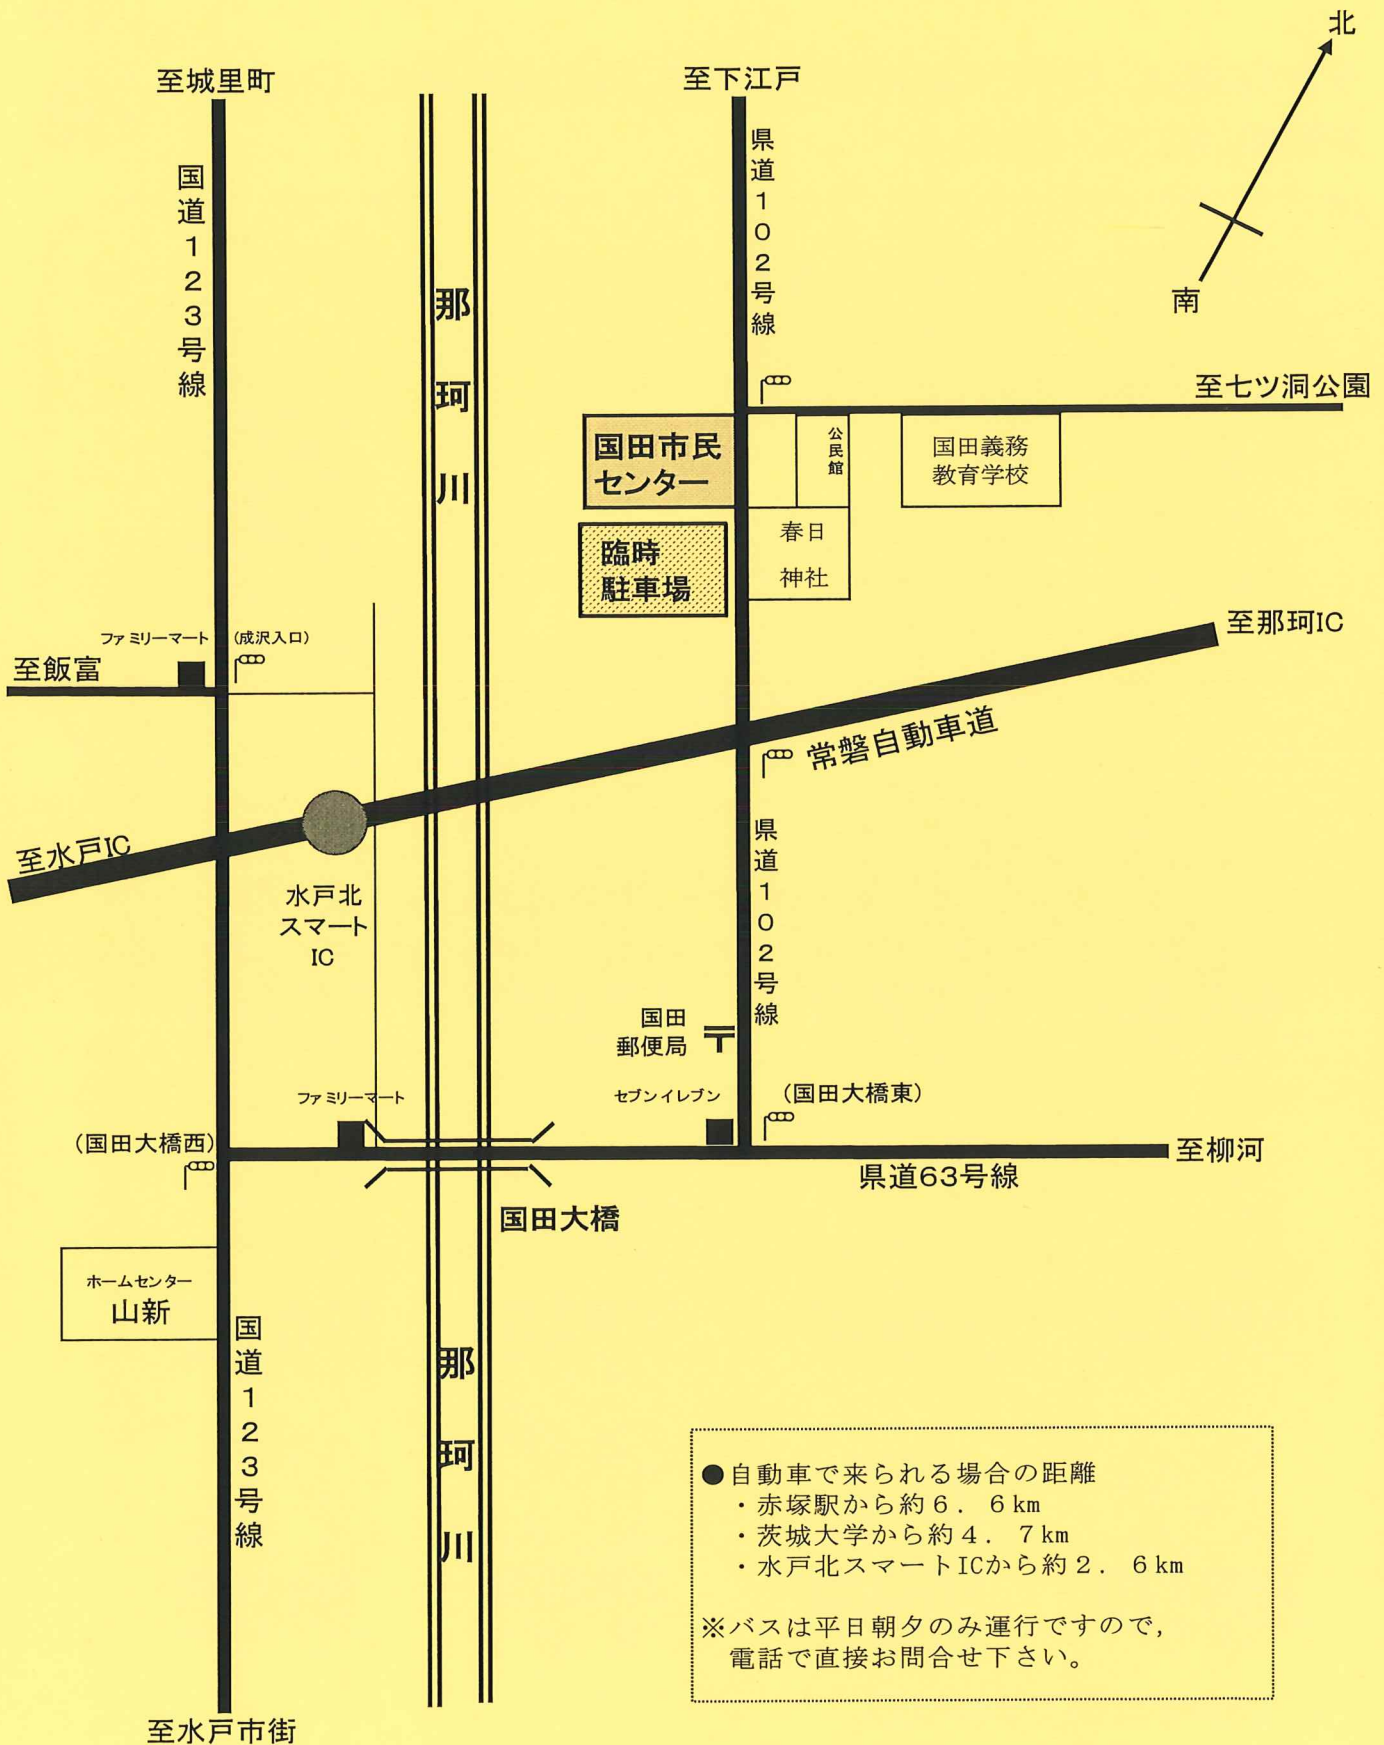 北
至城里町
至下江戸
国道１２３号線
県道１０２号線
南
那珂川
至七ツ洞公園
国田市民
センター
公民館
国田義務
教育学校
春日
神社
臨時
駐車場
至那珂IC
ファミリーマート
(成沢入口)
至飯富
常磐自動車道
至水戸IC
県道１０２号線
水戸北
スマート
IC
国田
郵便局
〒
ファミリーマート
セブンイレブン
(国田大橋東)
(国田大橋西)
至柳河
県道63号線
国田大橋
ホームセンター
山新
国道１２３号線
那珂川
●自動車で来られる場合の距離
・赤塚駅から約６．６km
・茨城大学から約４．７km
・水戸北スマートICから約２．６km
※バスは平日朝夕のみ運行ですので，
電話で直接お問合せ下さい。
至水戸市街